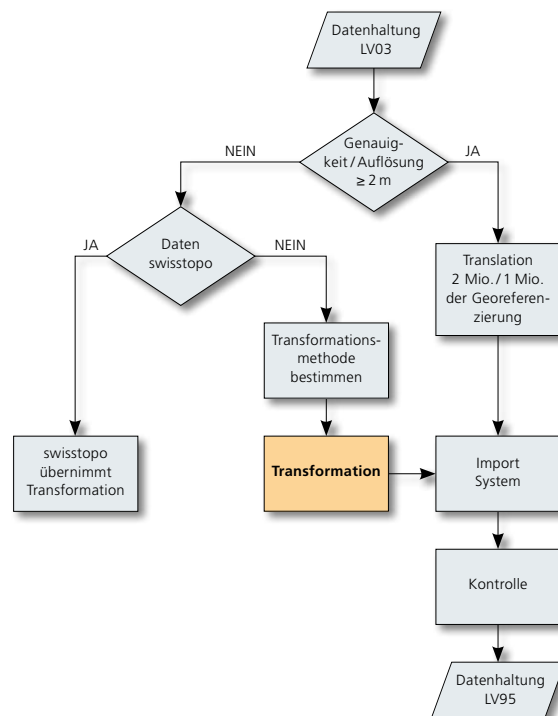 Datenhaltung
LV03
Genauig-
keit / Auflösung
≥ 2 m
NEIN
JA
Daten
swisstopo
JA
NEIN
Translation
2 Mio. / 1 Mio.
der Georeferen-
zierung
Transformations-
methode
bestimmen
swisstopo
übernimmt
Transformation
Transformation
Import
System
Kontrolle
Datenhaltung
LV95